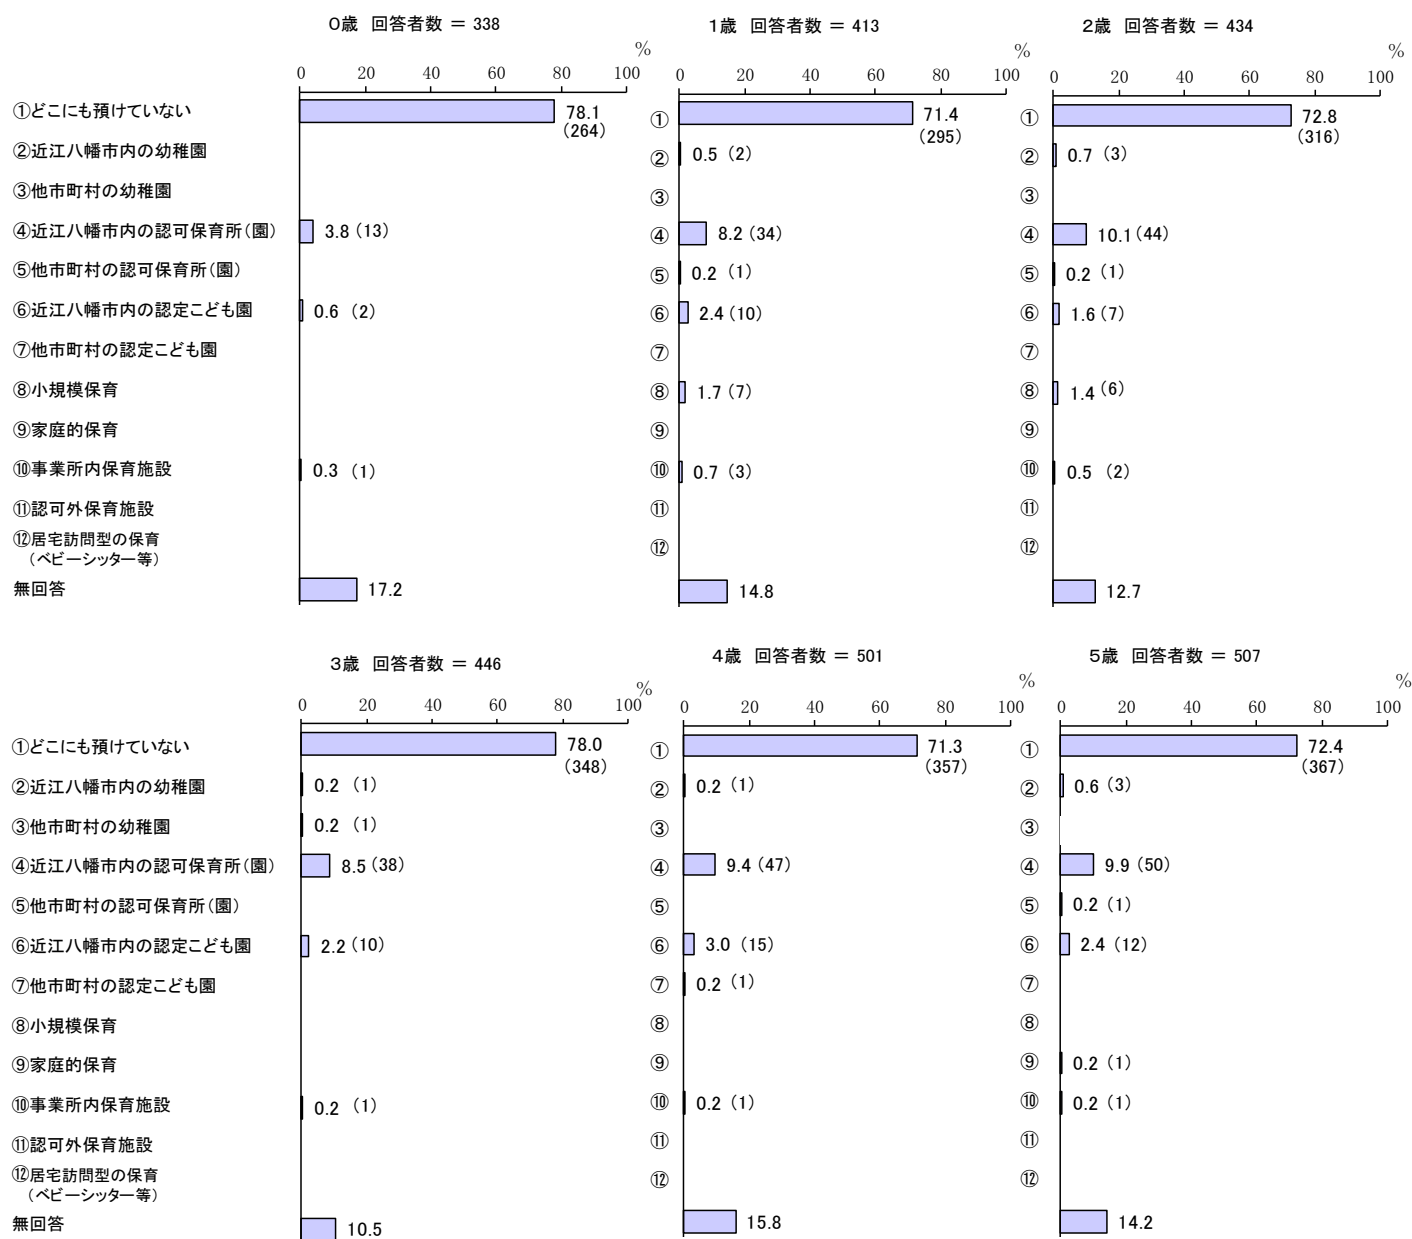 0歳 回答者数 = 338
%
0 20 40 60 80 100
①どこにも預けていない 78.1
(264)
②近江八幡市内の幼稚園
③他市町村の幼稚園
④近江八幡市内の認可保育所(園) 3.8 (13)
⑤他市町村の認可保育所(園)
⑥近江八幡市内の認定こども園 0.6 (2)
⑦他市町村の認定こども園
⑧小規模保育
⑨家庭的保育
⑩事業所内保育施設 0.3 (1)
⑪認可外保育施設
⑫居宅訪問型の保育
(ベビーシッター等)
無回答 17.2
1歳 回答者数 = 413
%
0 20 40 60 80 100
① 71.4
(295)
② 0.5 (2)
③
④ 8.2 (34)
⑤ 0.2 (1)
⑥ 2.4 (10)
⑦
⑧ 1.7 (7)
⑨
⑩ 0.7 (3)
⑪
⑫
14.8
2歳 回答者数 = 434
%
0 20 40 60 80 100
① 72.8
(316)
② 0.7 (3)
③
④ 10.1 (44)
⑤ 0.2 (1)
⑥ 1.6 (7)
⑦
⑧ 1.4 (6)
⑨
⑩ 0.5 (2)
⑪
⑫
12.7
3歳 回答者数 = 446
%
0 20 40 60 80 100
①どこにも預けていない 78.0
(348)
②近江八幡市内の幼稚園 0.2 (1)
③他市町村の幼稚園 0.2 (1)
④近江八幡市内の認可保育所(園) 8.5 (38)
⑤他市町村の認可保育所(園)
⑥近江八幡市内の認定こども園 2.2 (10)
⑦他市町村の認定こども園
⑧小規模保育
⑨家庭的保育
⑩事業所内保育施設 0.2 (1)
⑪認可外保育施設
⑫居宅訪問型の保育
(ベビーシッター等)
無回答 10.5
4歳 回答者数 = 501
%
0 20 40 60 80 100
① 71.3
(357)
② 0.2 (1)
③
④ 9.4 (47)
⑤
⑥ 3.0 (15)
⑦ 0.2 (1)
⑧
⑨
⑩ 0.2 (1)
⑪
⑫
15.8
5歳 回答者数 = 507
%
0 20 40 60 80 100
① 72.4
(367)
② 0.6 (3)
③
④ 9.9 (50)
⑤ 0.2 (1)
⑥ 2.4 (12)
⑦
⑧
⑨ 0.2 (1)
⑩ 0.2 (1)
⑪
⑫
14.2